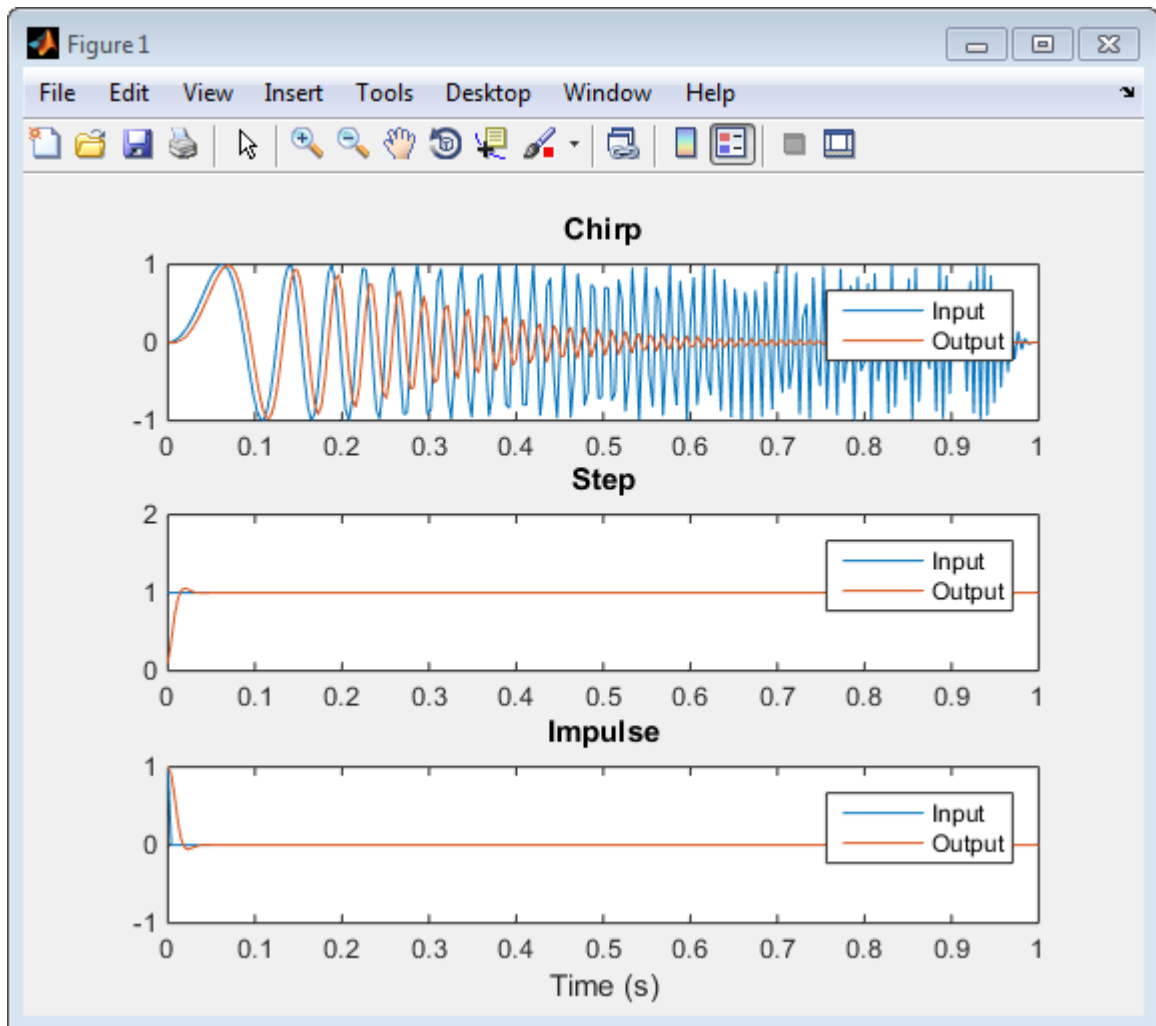 Figure 1
File Edit View Insert Tools Desktop Window Help
Chirp
1
0
-1
Input
Output
0 0.1 0.2 0.3 0.4 0.5 0.6 0.7 0.8 0.9 1
Step
2
1
0
Input
Output
0 0.1 0.2 0.3 0.4 0.5 0.6 0.7 0.8 0.9 1
Impulse
1
0
-1
Input
Output
0 0.1 0.2 0.3 0.4 0.5 0.6 0.7 0.8 0.9 1
Time (s)